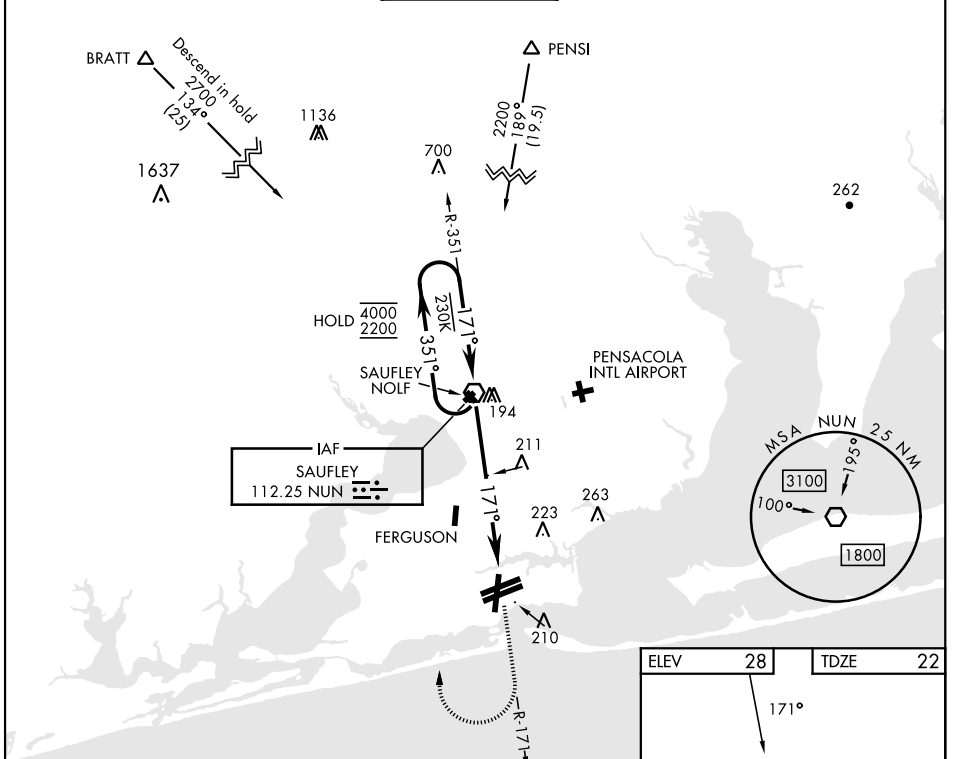 BRATT
Descend in hold
2700
134°
(25)
PENSI
2200
189°
(19.5)
1136
1637
700
262
R-351
HOLD 4000
2200
230K
171°
351°
SAUFLEY
NOLF
194
PENSACOLA
INTL AIRPORT
IAF
SAUFLEY
112.25 NUN
211
171°
263
223
FERGUSON
210
MSA NUN 25 NM
195°
3100
100°
1800
R-171
ELEV 28
TDZE 22
171°